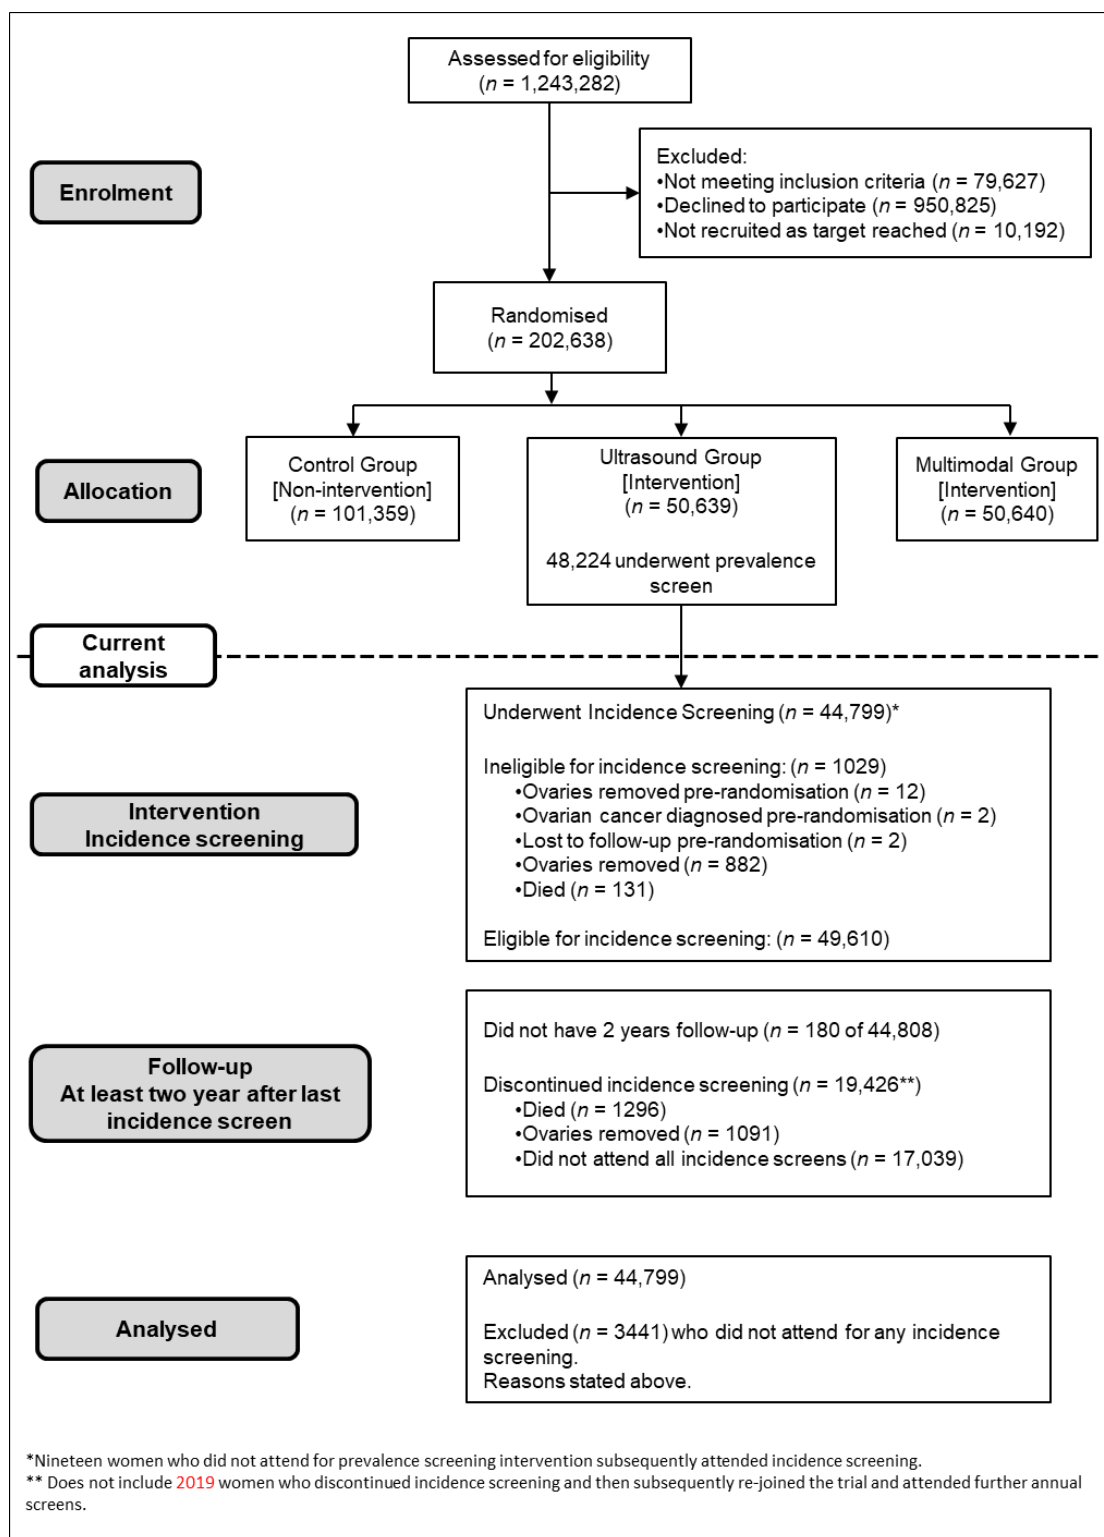 Assessed for eligibility
(n = 1,243,282)
Enrolment
Excluded:
•Not meeting inclusion criteria (n = 79,627)
•Declined to participate (n = 950,825)
•Not recruited as target reached (n = 10,192)
Randomised
(n = 202,638)
Allocation
Control Group
[Non-intervention]
(n = 101,359)
Ultrasound Group
[Intervention]
(n = 50,639)
48,224 underwent prevalence
screen
Multimodal Group
[Intervention]
(n = 50,640)
Current
analysis
Intervention
Incidence screening
Underwent Incidence Screening (n = 44,799)*
Ineligible for incidence screening: (n = 1029)
•Ovaries removed pre-randomisation (n = 12)
•Ovarian cancer diagnosed pre-randomisation (n = 2)
•Lost to follow-up pre-randomisation (n = 2)
•Ovaries removed (n = 882)
•Died (n = 131)
Eligible for incidence screening: (n = 49,610)
Follow-up
At least two year after last
incidence screen
Did not have 2 years follow-up (n = 180 of 44,808)
Discontinued incidence screening (n = 19,426**)
•Died (n = 1296)
•Ovaries removed (n = 1091)
•Did not attend all incidence screens (n = 17,039)
Analysed
Analysed (n = 44,799)
Excluded (n = 3441) who did not attend for any incidence
screening.
Reasons stated above.
*Nineteen women who did not attend for prevalence screening intervention subsequently attended incidence screening.
** Does not include 2019 women who discontinued incidence screening and then subsequently re-joined the trial and attended further annual
screens.